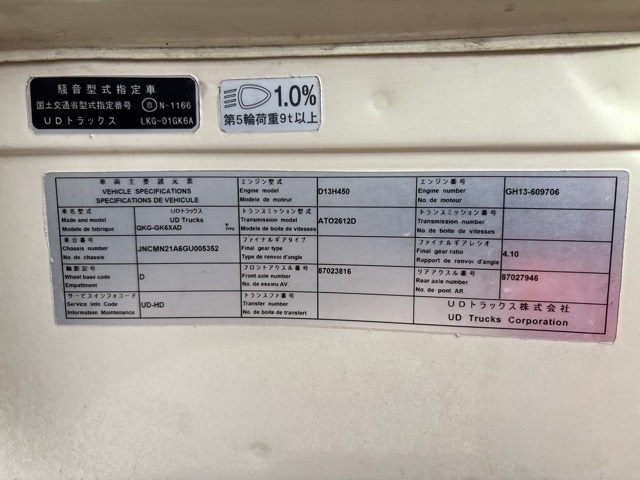 騒音型式指定車
国土交通省型式指定番号 自 N-1166
UDトラックス LKG-01GK6A
1.0%
第5輪荷重9t以上
車両主要諸元票
VEHICLE SPECIFICATIONS
SPECIFICATIONS DE VEHICULE
エンジン型式
Engine model
Modele de moteur
D13H450
エンジン番号
Engine number
No. de moteur
GH13-609706
車名型式
Made and model
Modele de fabrique
UDトラックス
UD Trucks
QKG-GK6XAD
TYPE
トランスミッション型式
Transmission model
Modele de boite de vitesses
ATO2612D
トランスミッション番号
Transmission number
No. de boite de vitesses
車台番号
Chassis number
No. de chassis
JNCMN21A6GU005352
ファイナルギアタイプ
Final gear type
Type de renvoi d'angle
ファイナルギアレシオ
Final gear ratio
Rapport de renvoi d'angle
4.10
軸距記号
Wheel base code
Empattment
D
フロントアクスル番号
Front axle number
No. de essieu AV.
87023816
リアアクスル番号
Rear axle number
No. de pont AR.
87027946
サービスインフォコード
Service Info Code
Information Maintenance
UD-HD
トランスファ番号
Transfer number
No. de boite de transfert
UDトラックス株式会社
UD Trucks Corporation